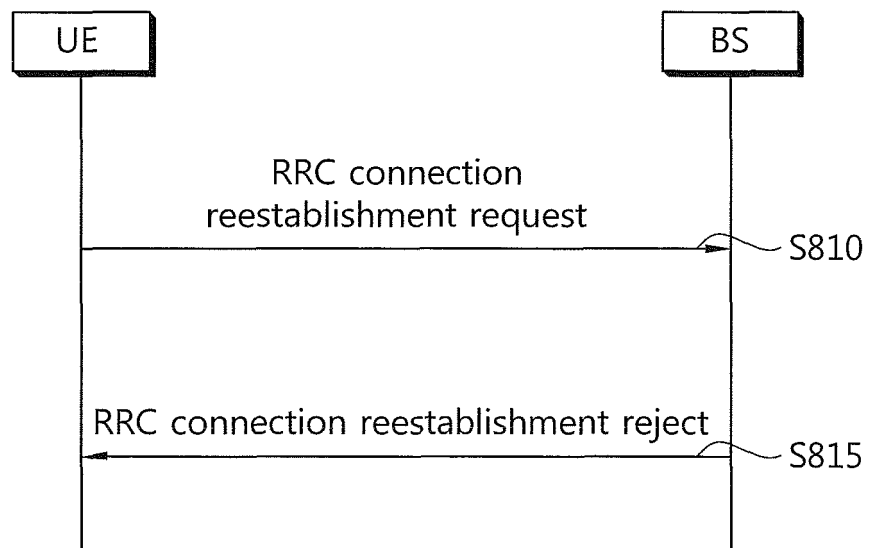 UE
BS
RRC connection
reestablishment request
S810
RRC connection reestablishment reject
S815